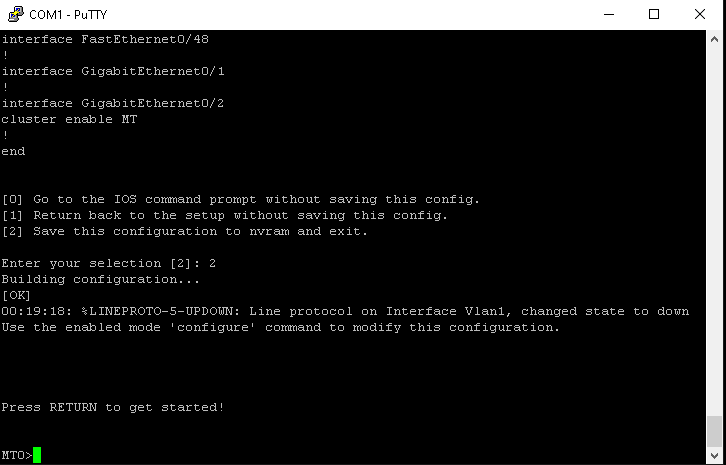 COM1 - PuTTY
interface FastEthernet0/48
!
interface GigabitEthernet0/1
!
interface GigabitEthernet0/2
cluster enable MT
!
end
[0] Go to the IOS command prompt without saving this config.
[1] Return back to the setup without saving this config.
[2] Save this configuration to nvram and exit.
Enter your selection [2]: 2
Building configuration...
[OK]
00:19:18: %LINEPROTO-5-UPDOWN: Line protocol on Interface Vlan1, changed state to down
Use the enabled mode 'configure' command to modify this configuration.
Press RETURN to get started!
MTO>